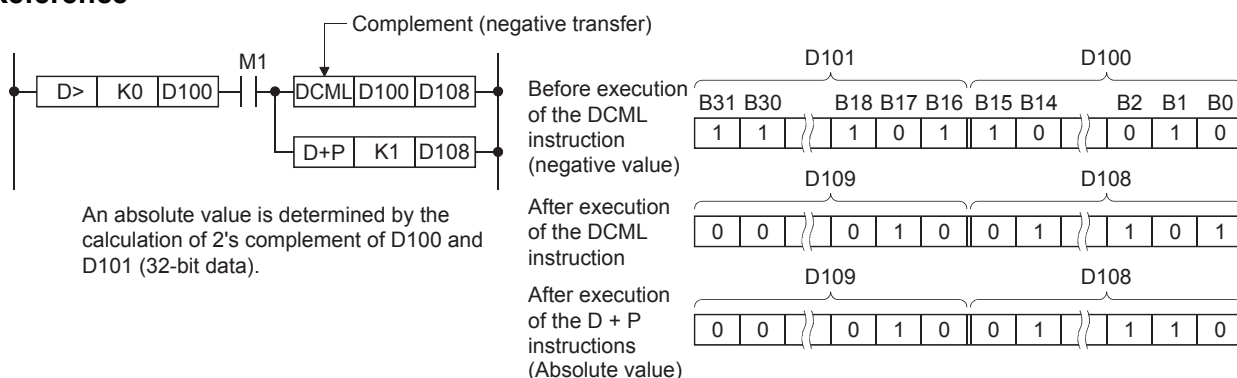 Reference
Complement (negative transfer)
M1
D> K0 D100
DCML D100 D108
D+P K1 D108
An absolute value is determined by the
calculation of 2's complement of D100 and
D101 (32-bit data).
D101 D100
Before execution
of the DCML
instruction
(negative value)
B31 B30 B18 B17 B16 B15 B14 B2 B1 B0
1 1 1 0 1 1 0 0 1 0
D109 D108
After execution
of the DCML
instruction
0 0 0 1 0 0 1 1 0 1
D109 D108
After execution
of the D + P
instructions
(Absolute value)
0 0 0 1 0 0 1 1 1 0